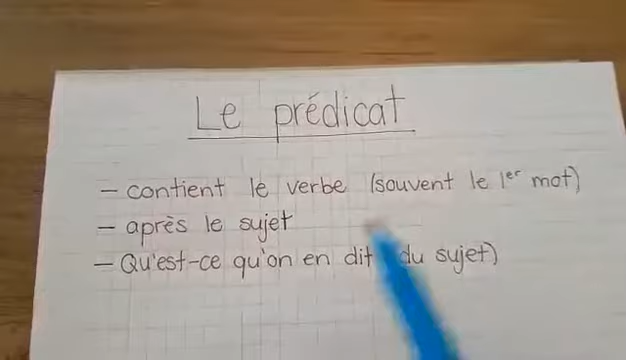 Le prédicat
- contient le verbe (souvent le 1er mot)
- après le sujet
- Qu'est-ce qu'on en dit du sujet)